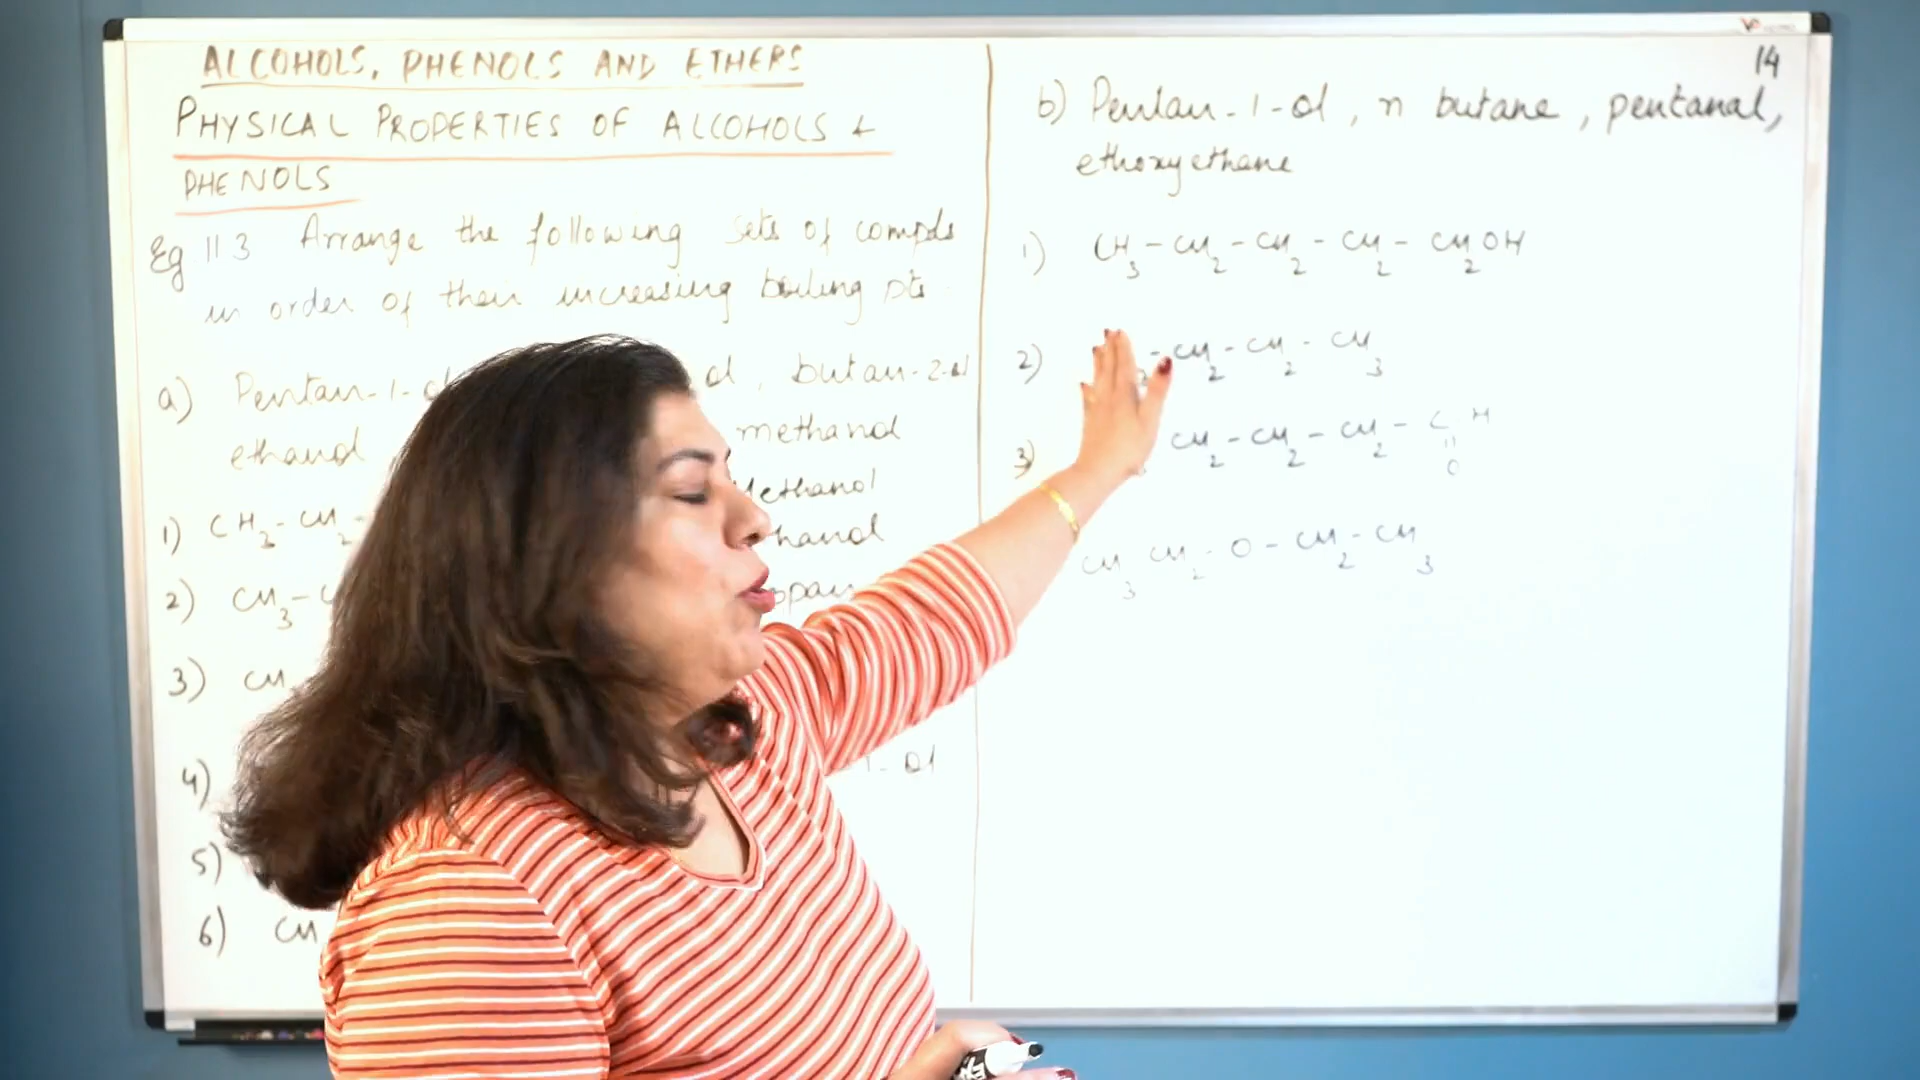 ALCOHOLS, PHENOLS AND ETHERS
PHYSICAL PROPERTIES OF ALCOHOLS &
PHENOLS
Eg 11.3 Arrange the following sets of compds
in order of their increasing boiling pts
a) Pentan-1-ol, butan-2-ol
ethanol methanol
Methanol
1) CH3-CH2-
2) CH3-
3) CH
4) 1-ol
5)
6) CH
14
b) Pentan-1-ol, n butane, pentanal,
ethoxyethane
1) CH3-CH2-CH2-CH2-CH2OH
2) -CH2-CH2-CH3
3) CH2-CH2-CH2-C H
O
CH3 CH2-O-CH2-CH3